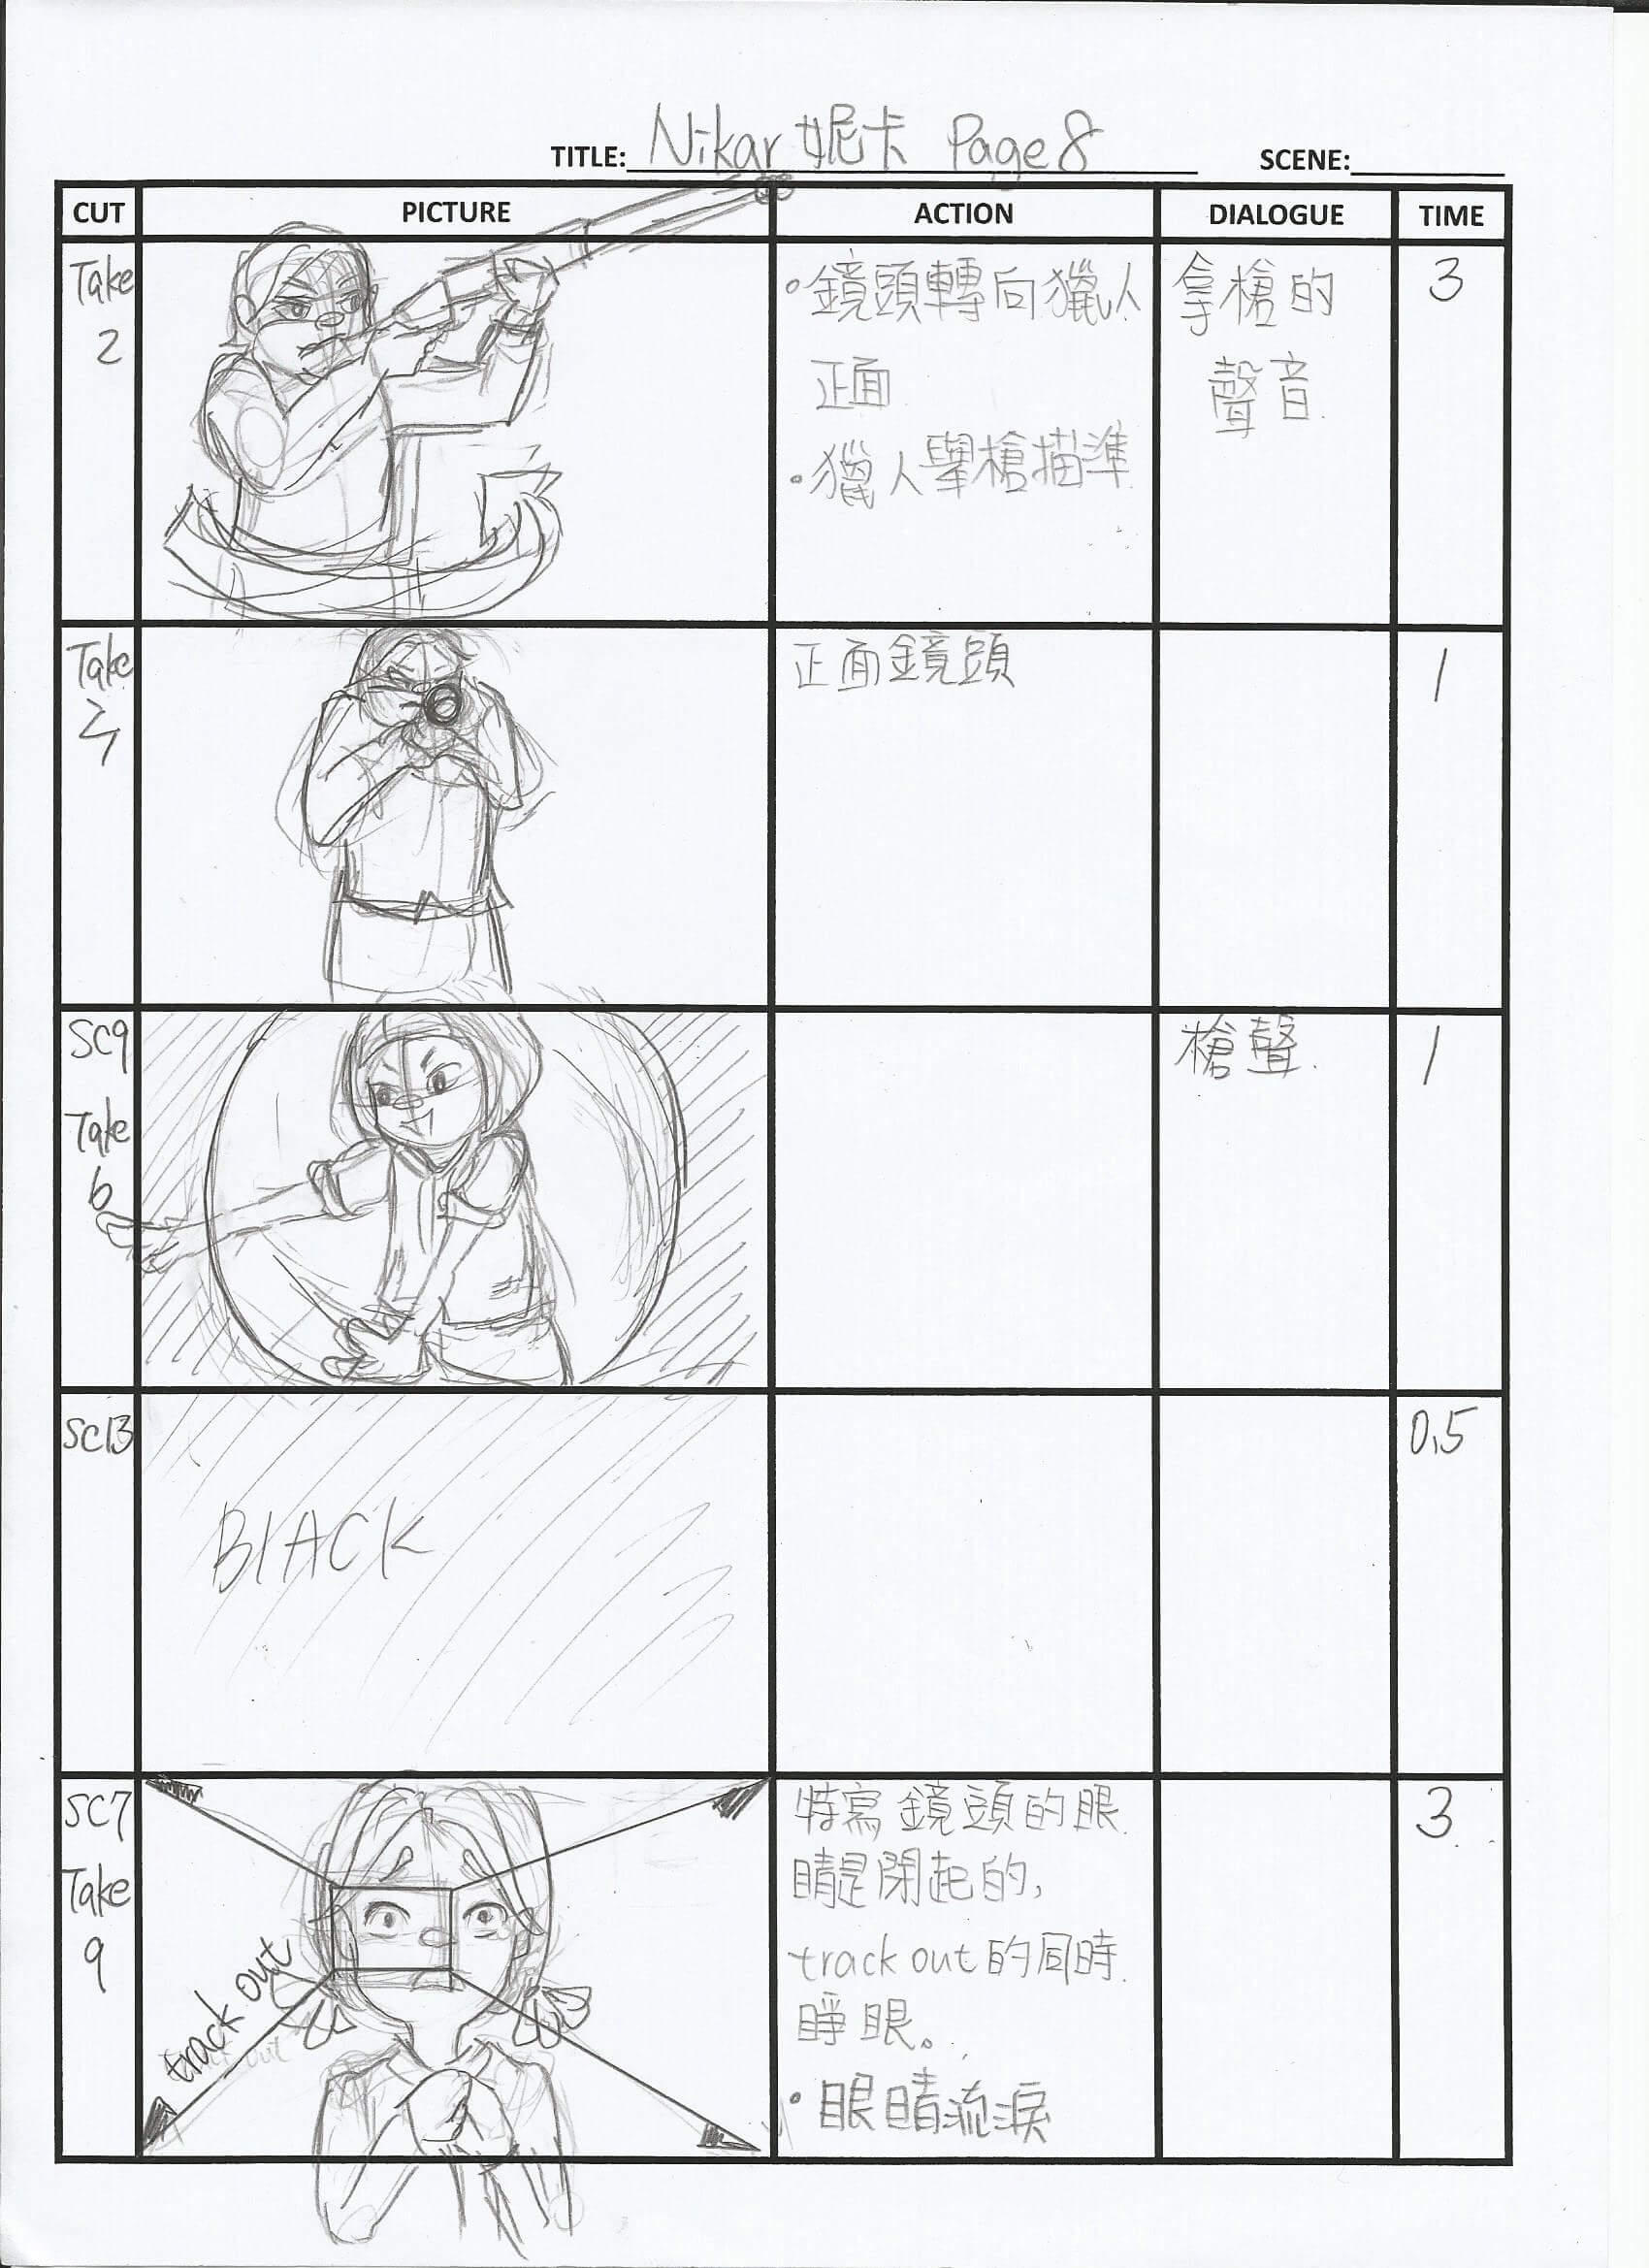 TITLE: Nikar 妮卡 Page 8 SCENE:
CUT PICTURE ACTION DIALOGUE TIME
Take
2
•鏡頭轉向獵人
正面
•獵人舉槍描準
拿槍的
聲音
3
Take
3
正面鏡頭
1
SC9
Take
6
槍聲
1
SC13
BlACK
0.5
SC7
Take
9
track out
特寫鏡頭的眼
睛是閉起的,
track out的同時
睜眼。
•眼睛流淚
3